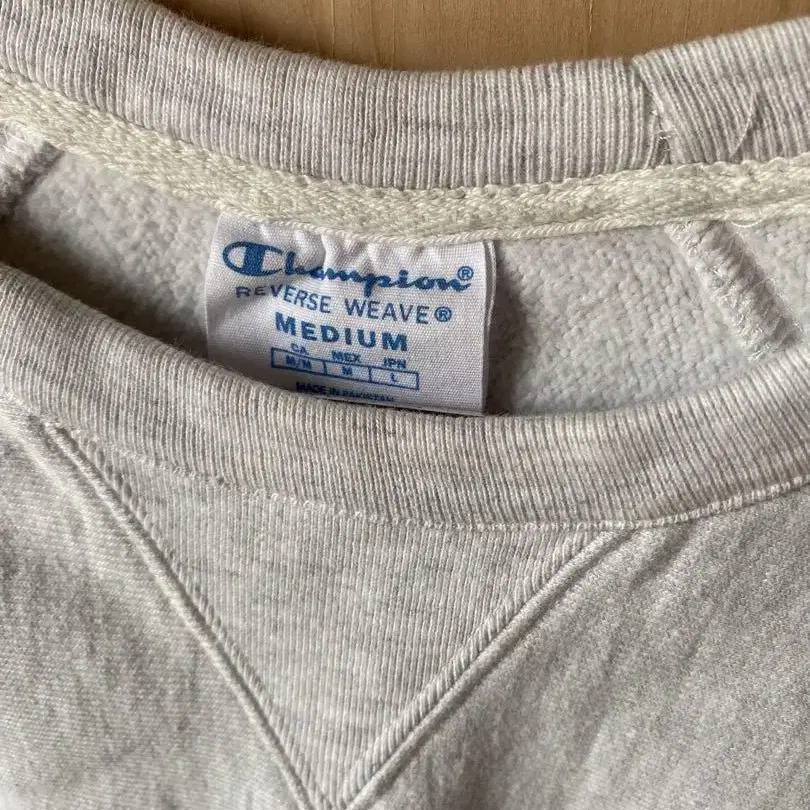 Champion®
REVERSE WEAVE®
MEDIUM
CA MEX JPN
M/M M L
MADE IN PAKISTAN